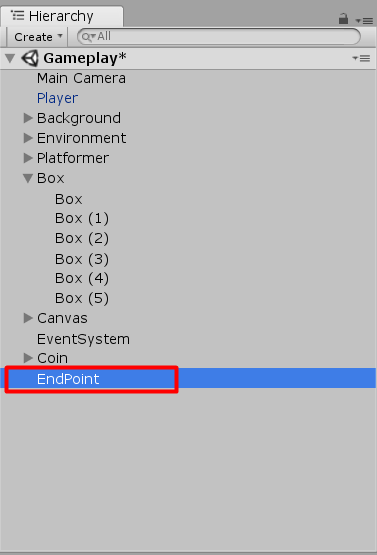 Hierarchy
Create All
Gameplay*
Main Camera
Player
Background
Environment
Platformer
Box
Box
Box (1)
Box (2)
Box (3)
Box (4)
Box (5)
Canvas
EventSystem
Coin
EndPoint